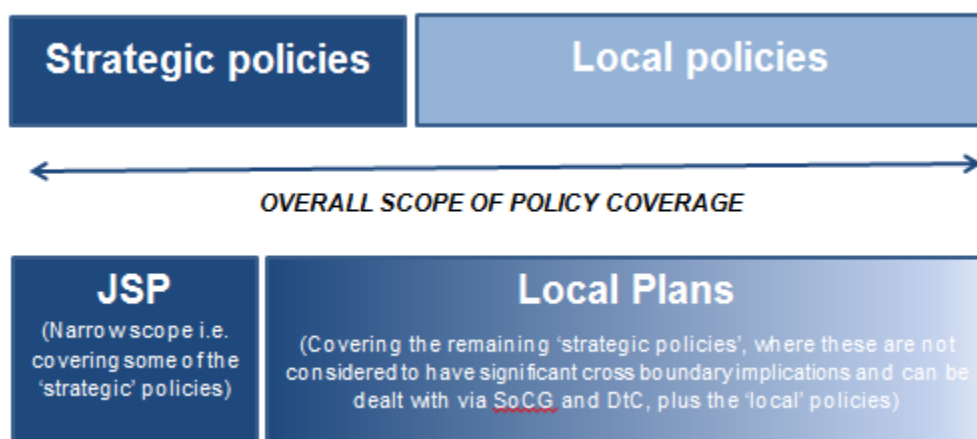 Strategic policies
Local policies
OVERALL SCOPE OF POLICY COVERAGE
JSP
(Narrow scope i.e.
covering some of the
'strategic' policies)
Local Plans
(Covering the remaining 'strategic policies', where these are not
considered to have significant cross boundary implications and can be
dealt with via SoCG and DtC, plus the 'local' policies)